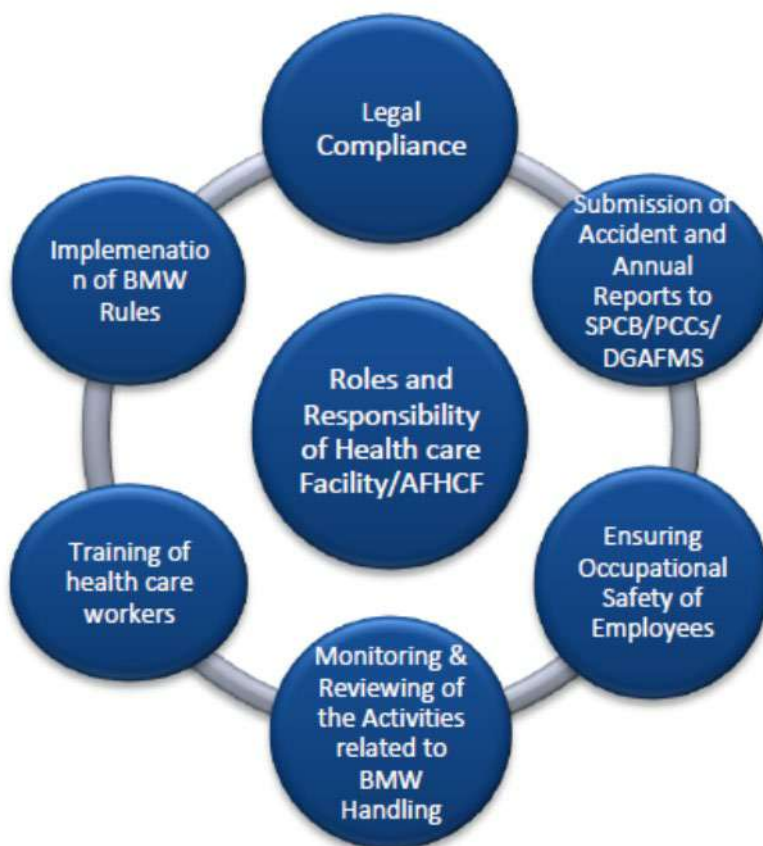 Legal
Compliance
Submission of
Accident and
Annual
Reports to
SPCB/PCCs/
DGAFMS
Ensuring
Occupational
Safety of
Employees
Monitoring &
Reviewing of
the Activities
related to
BMW
Handling
Training of
health care
workers
Implemenatio
n of BMW
Rules
Roles and
Responsibility
of Health care
Facility/AFHCF